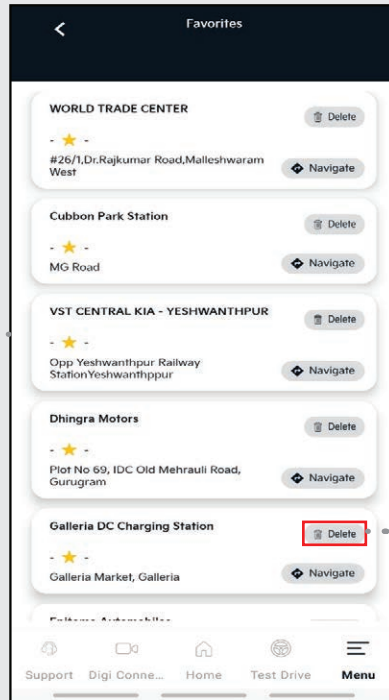 Favorites
WORLD TRADE CENTER
Delete
- ★ -
#26/1,Dr.Rajkumar Road,Malleshwaram
West
Navigate
Cubbon Park Station
Delete
- ★ -
MG Road
Navigate
VST CENTRAL KIA - YESHWANTHPUR
Delete
- ★ -
Opp Yeshwanthpur Railway
StationYeshwanthppur
Navigate
Dhingra Motors
Delete
- ★ -
Plot No 69, IDC Old Mehrauli Road,
Gurugram
Navigate
Galleria DC Charging Station
Delete
- ★ -
Galleria Market, Galleria
Navigate
Support
Digi Conne...
Home
Test Drive
Menu